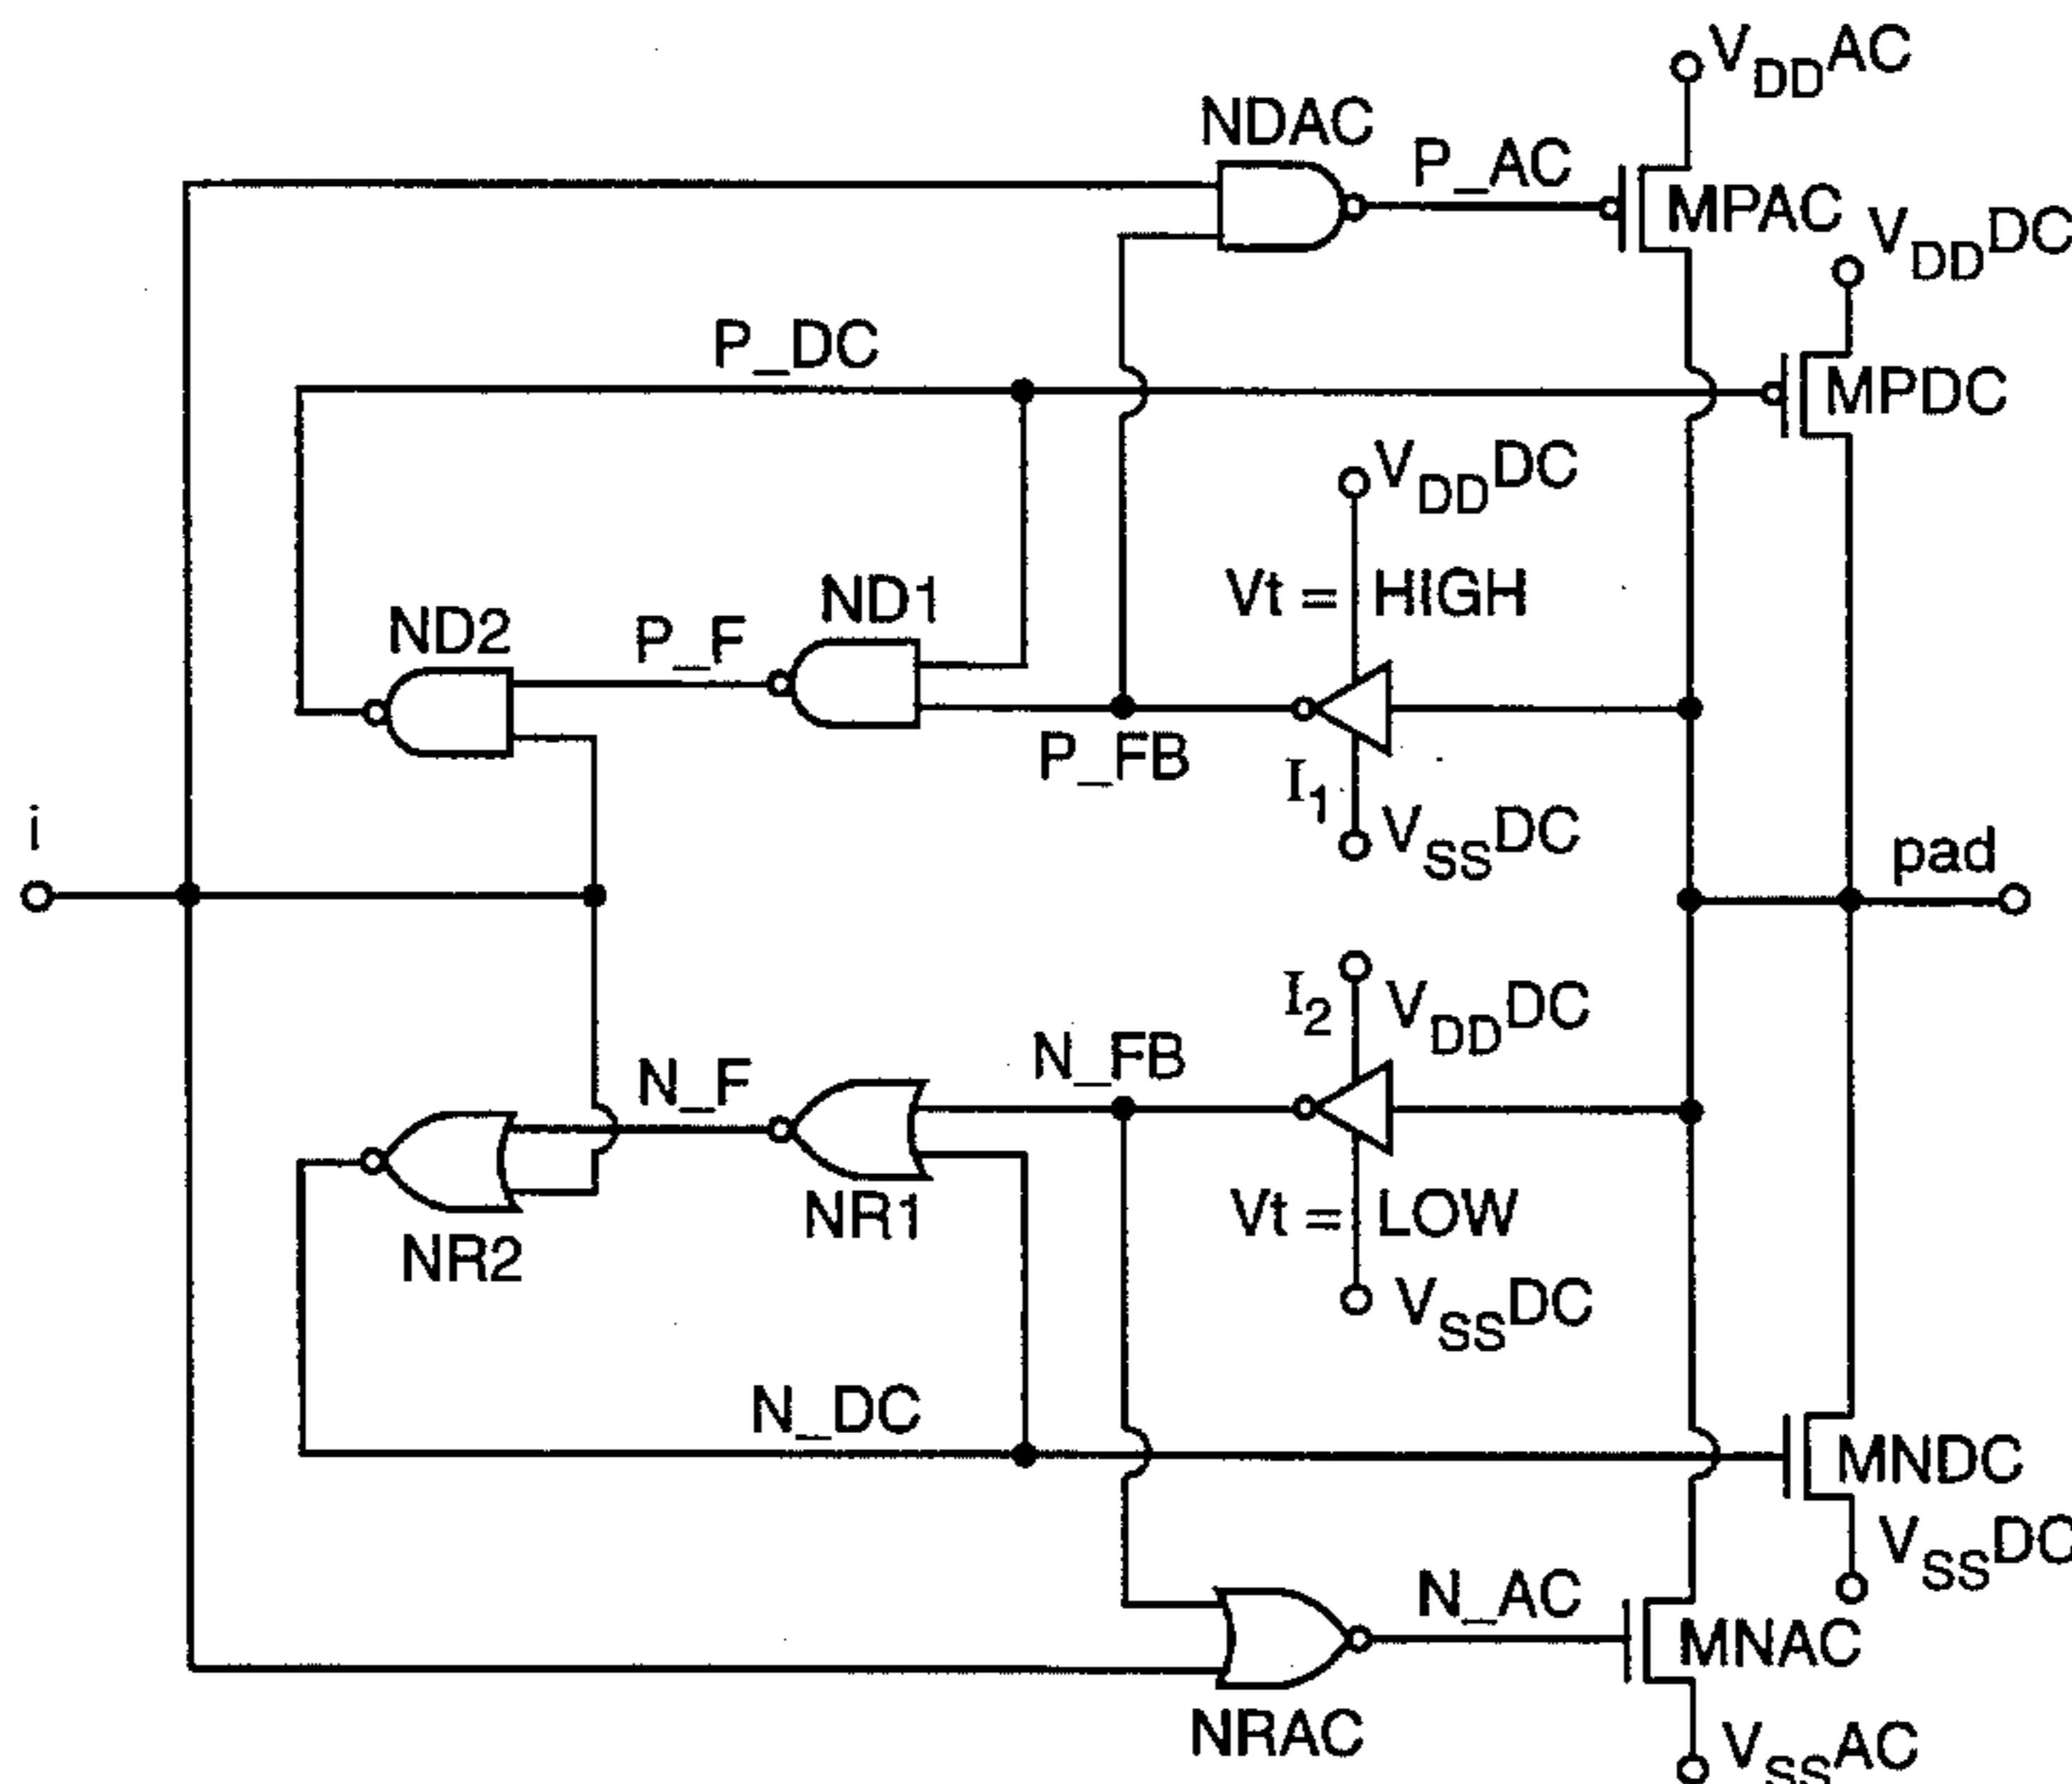 VDDAC
NDAC
P_AC
MPAC
VDDDC
P_DC
MPDC
VDDDC
Vt = HIGH
ND1
ND2
P_F
P_FB
I1
VSSDC
i
pad
I2
VDDDC
N_FB
N_F
NR1
Vt = LOW
NR2
VSSDC
N_DC
MNDC
VSSDC
N_AC
MNAC
NRAC
VSSAC